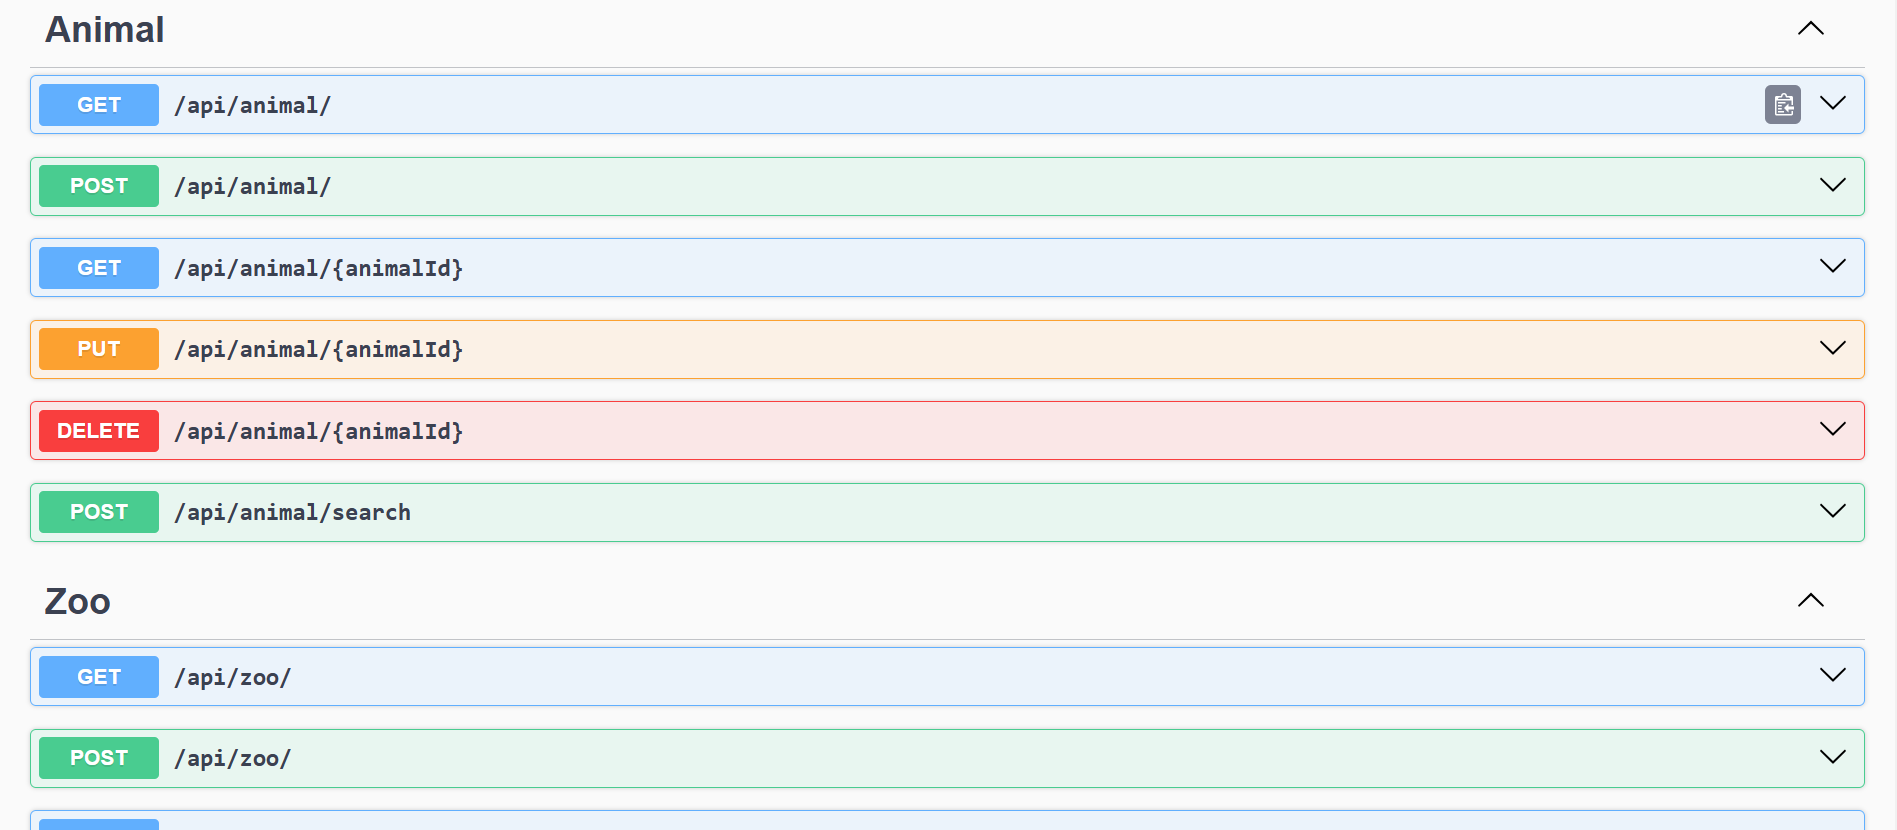 Animal
GET /api/animal/
POST /api/animal/
GET /api/animal/{animalId}
PUT /api/animal/{animalId}
DELETE /api/animal/{animalId}
POST /api/animal/search
Zoo
GET /api/zoo/
POST /api/zoo/